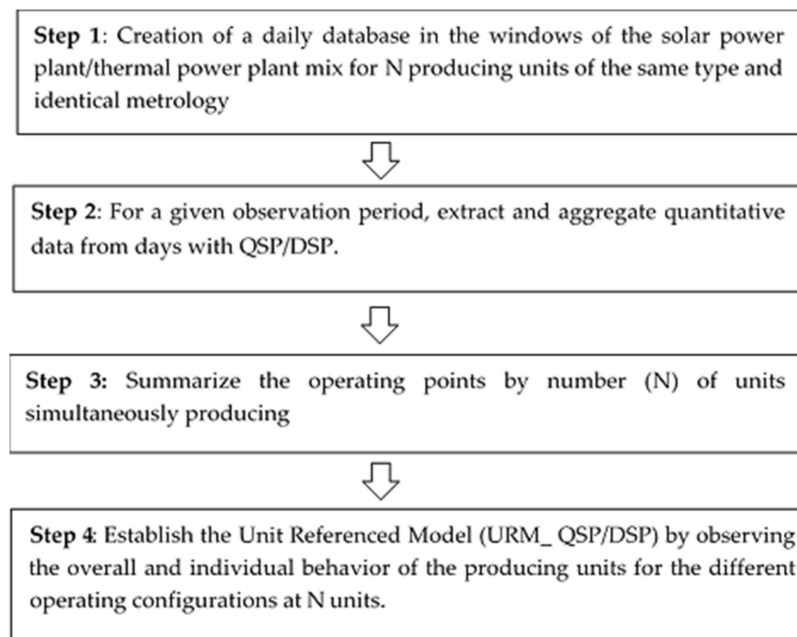 Step 1: Creation of a daily database in the windows of the solar power
plant/thermal power plant mix for N producing units of the same type and
identical metrology
Step 2: For a given observation period, extract and aggregate quantitative
data from days with QSP/DSP.
Step 3: Summarize the operating points by number (N) of units
simultaneously producing
Step 4: Establish the Unit Referenced Model (URM_ QSP/DSP) by observing
the overall and individual behavior of the producing units for the different
operating configurations at N units.